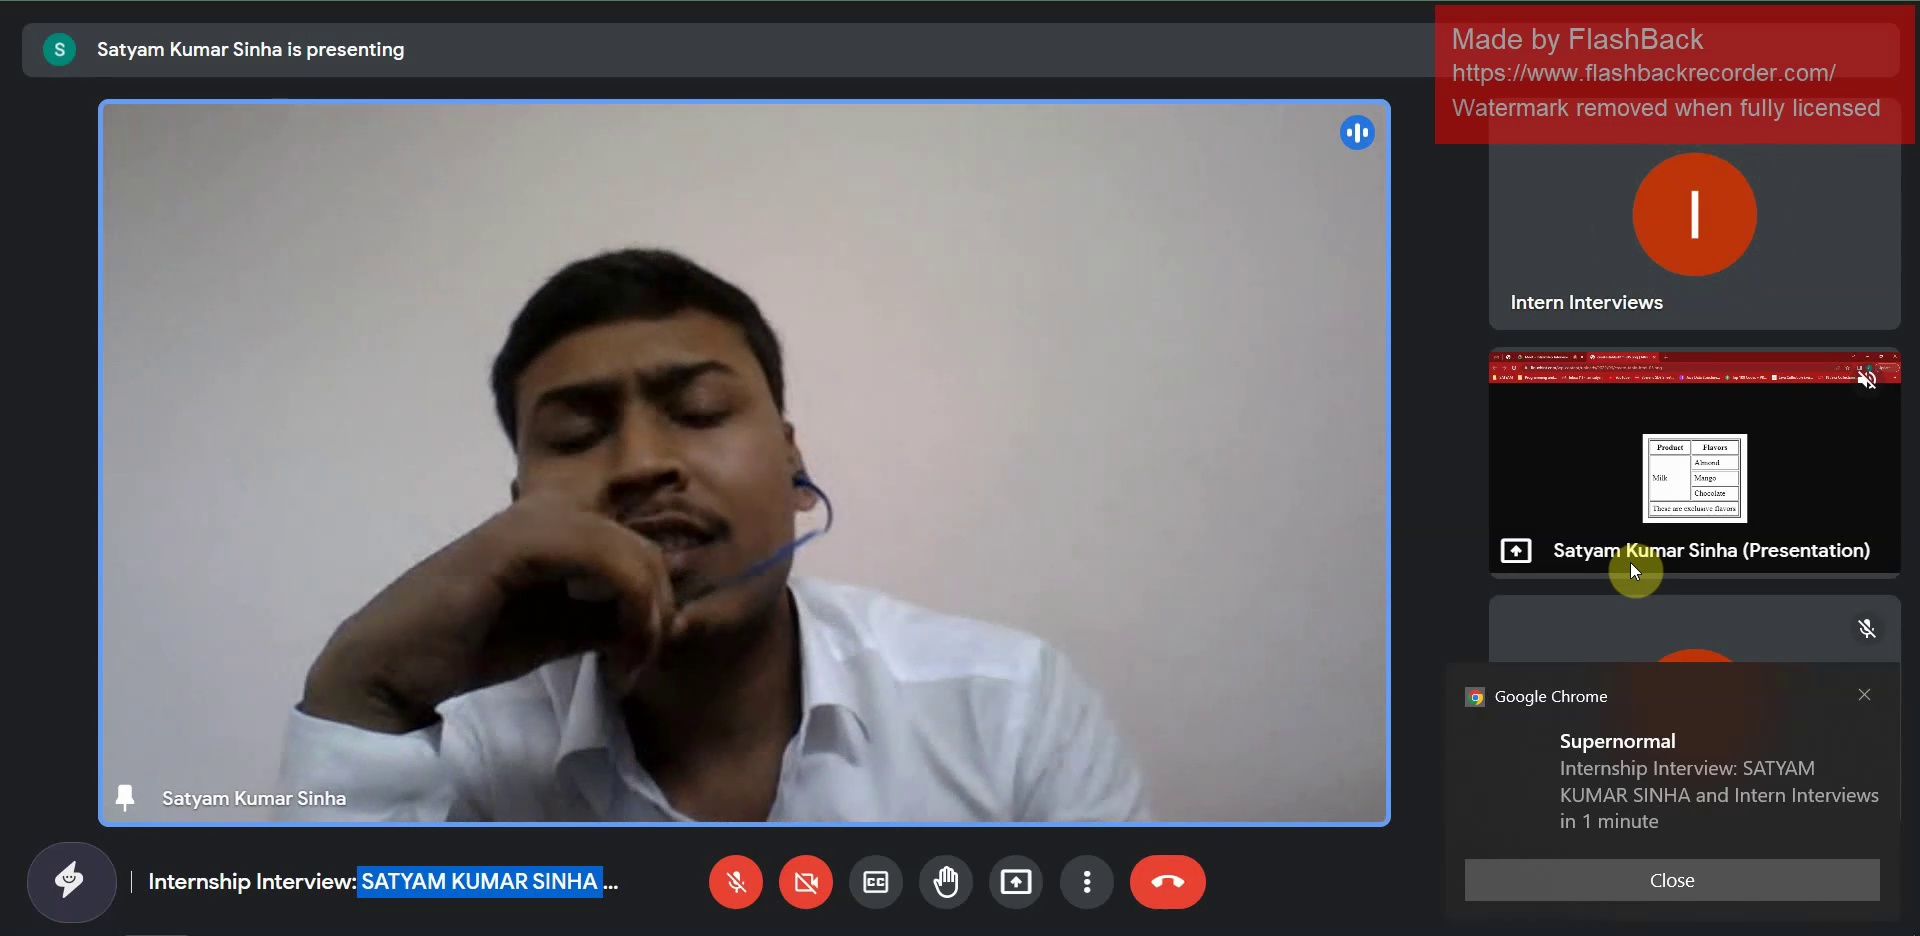 S Satyam Kumar Sinha is presenting
Made by FlashBack
https://www.flashbackrecorder.com/
Watermark removed when fully licensed
I
Intern Interviews
Product Flavors
Almond
Milk Mango
Chocolate
These are exclusive flavors
Satyam Kumar Sinha (Presentation)
Google Chrome
Supernormal
Internship Interview: SATYAM
KUMAR SINHA and Intern Interviews
in 1 minute
Close
Satyam Kumar Sinha
Internship Interview: SATYAM KUMAR SINHA ...
CC